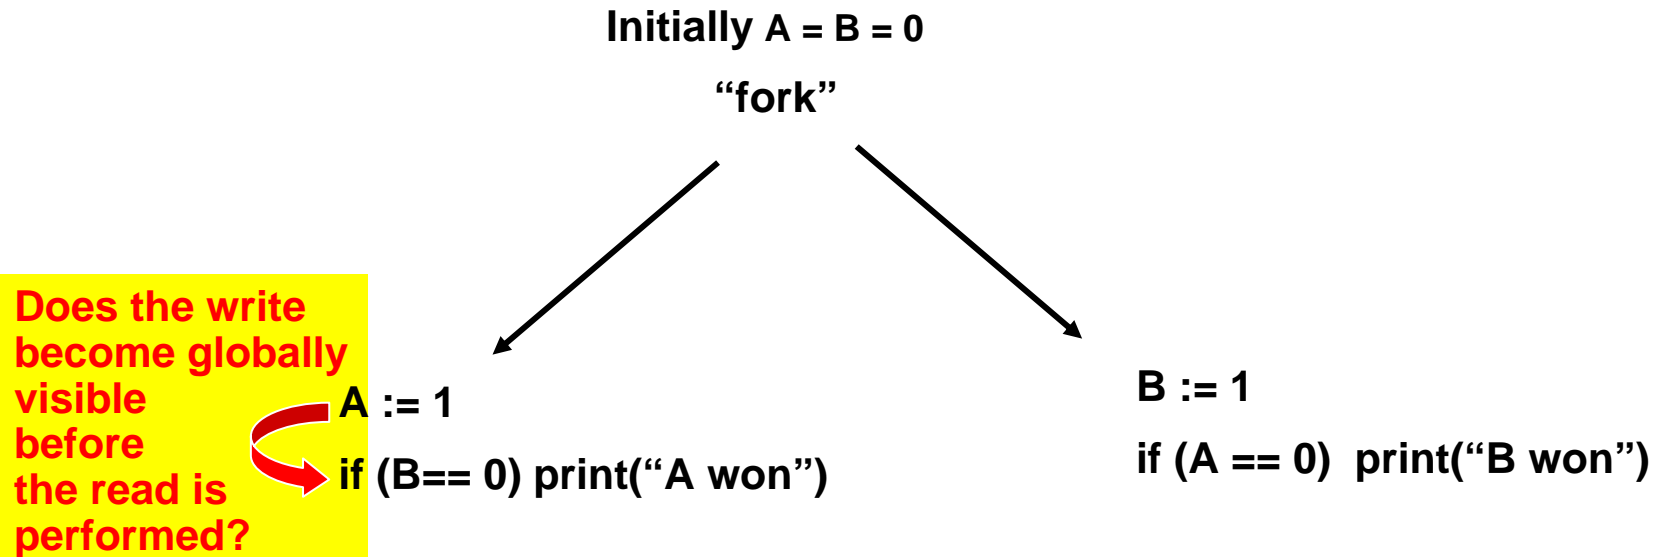 Initially A = B = 0
“fork”
Does the write
become globally
visible
before
the read is
performed?
A := 1
if (B== 0) print(“A won”)
B := 1
if (A == 0)  print(“B won”)